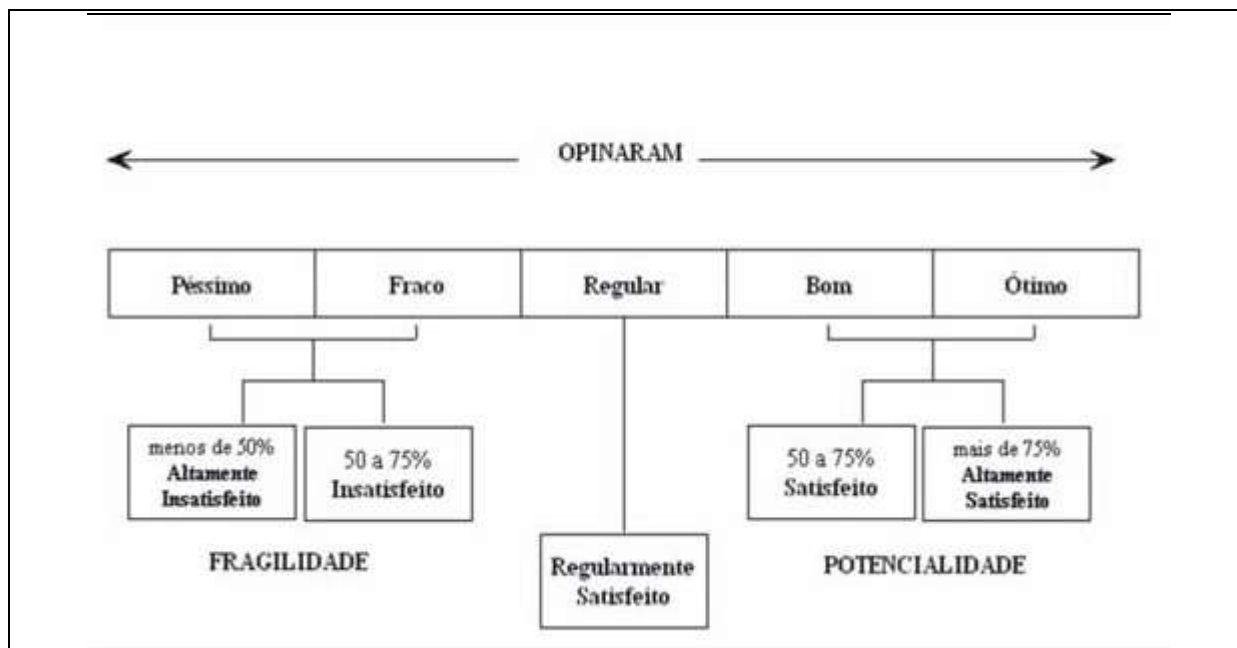 OPINARAM
Péssimo
Fraco
Regular
Bom
Ótimo
menos de 50%
Altamente
Insatisfeito
50 a 75%
Insatisfeito
50 a 75%
Satisfeito
mais de 75%
Altamente
Satisfeito
FRAGILIDADE
Regularmente
Satisfeito
POTENCIALIDADE